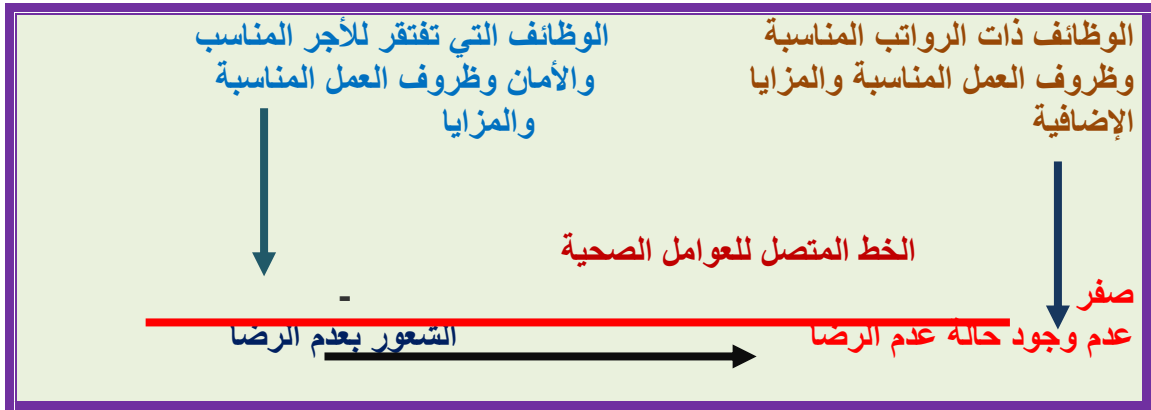 الوظائف ذات الرواتب المناسبة
وظروف العمل المناسبة والمزايا
الإضافية
الوظائف التي تفتقر للأجر المناسب
والأمان وظروف العمل المناسبة
والمزايا
الخط المتصل للعوامل الصحية
صفر
-
عدم وجود حالة عدم الرضا
الشعور بعدم الرضا